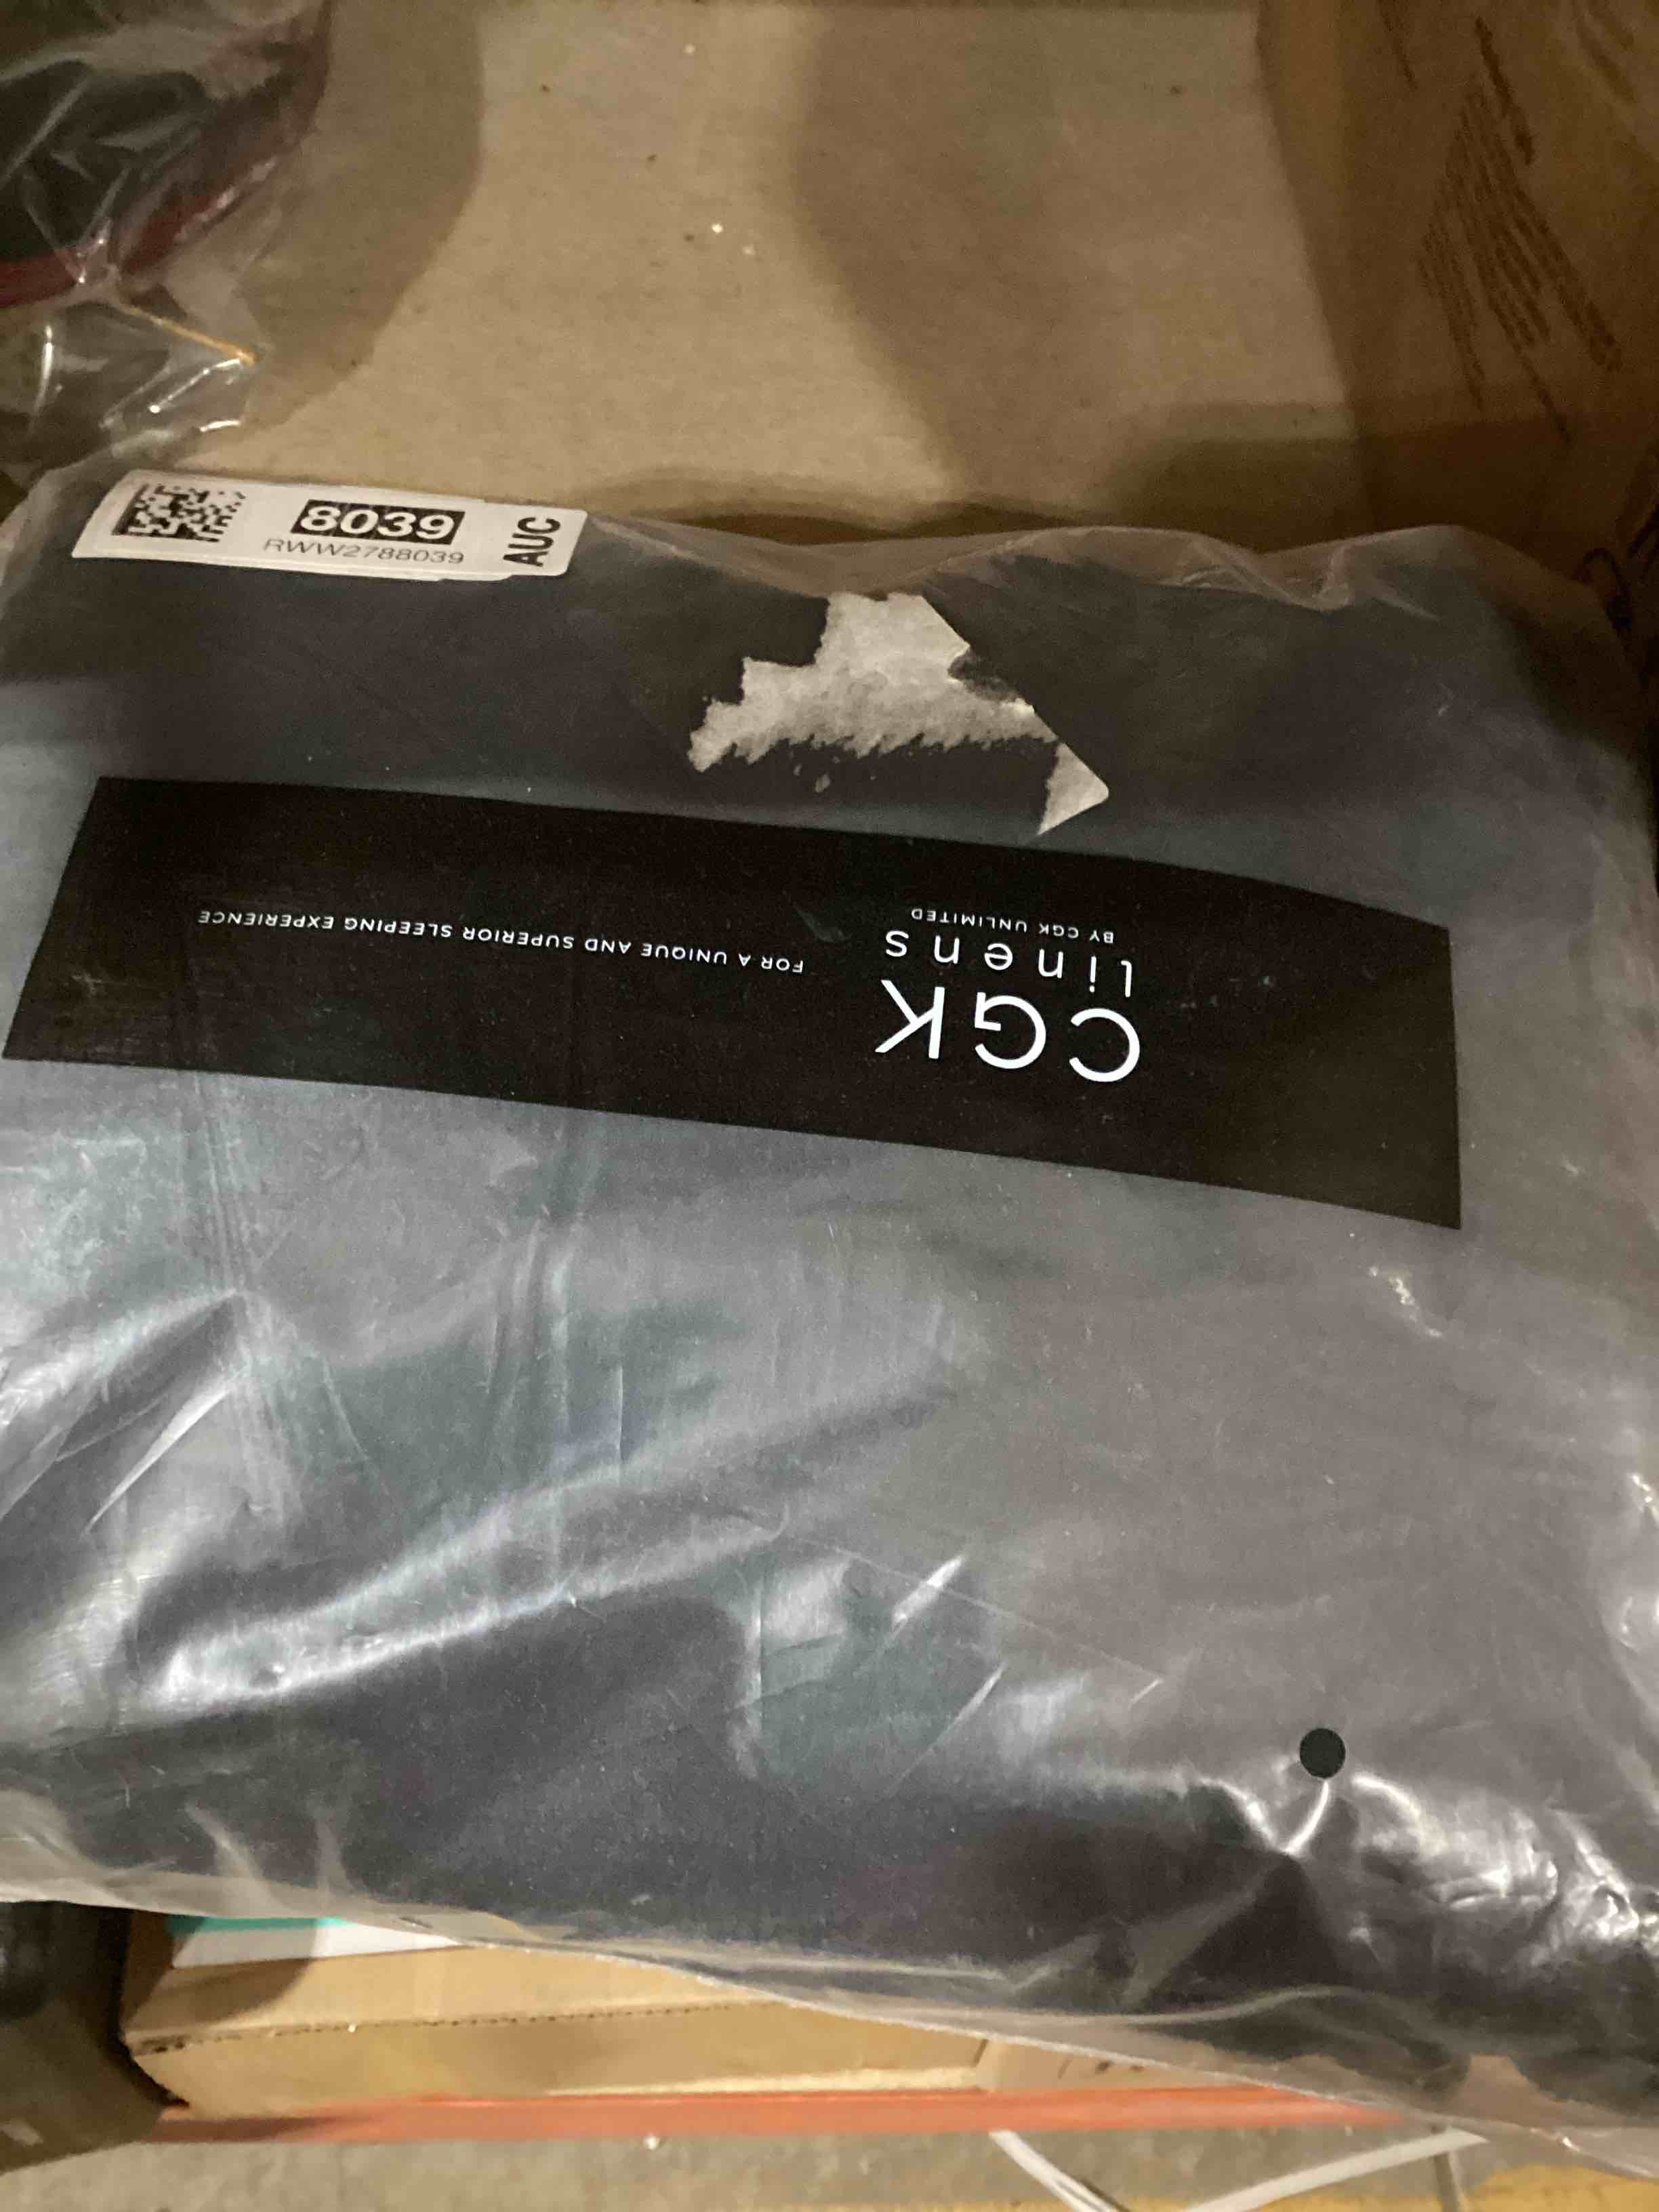 8039
RWW2788039
AUC
CGK
Linens
BY CGK UNLIMITED
FOR A UNIQUE AND SUPERIOR SLEEPING EXPERIENCE